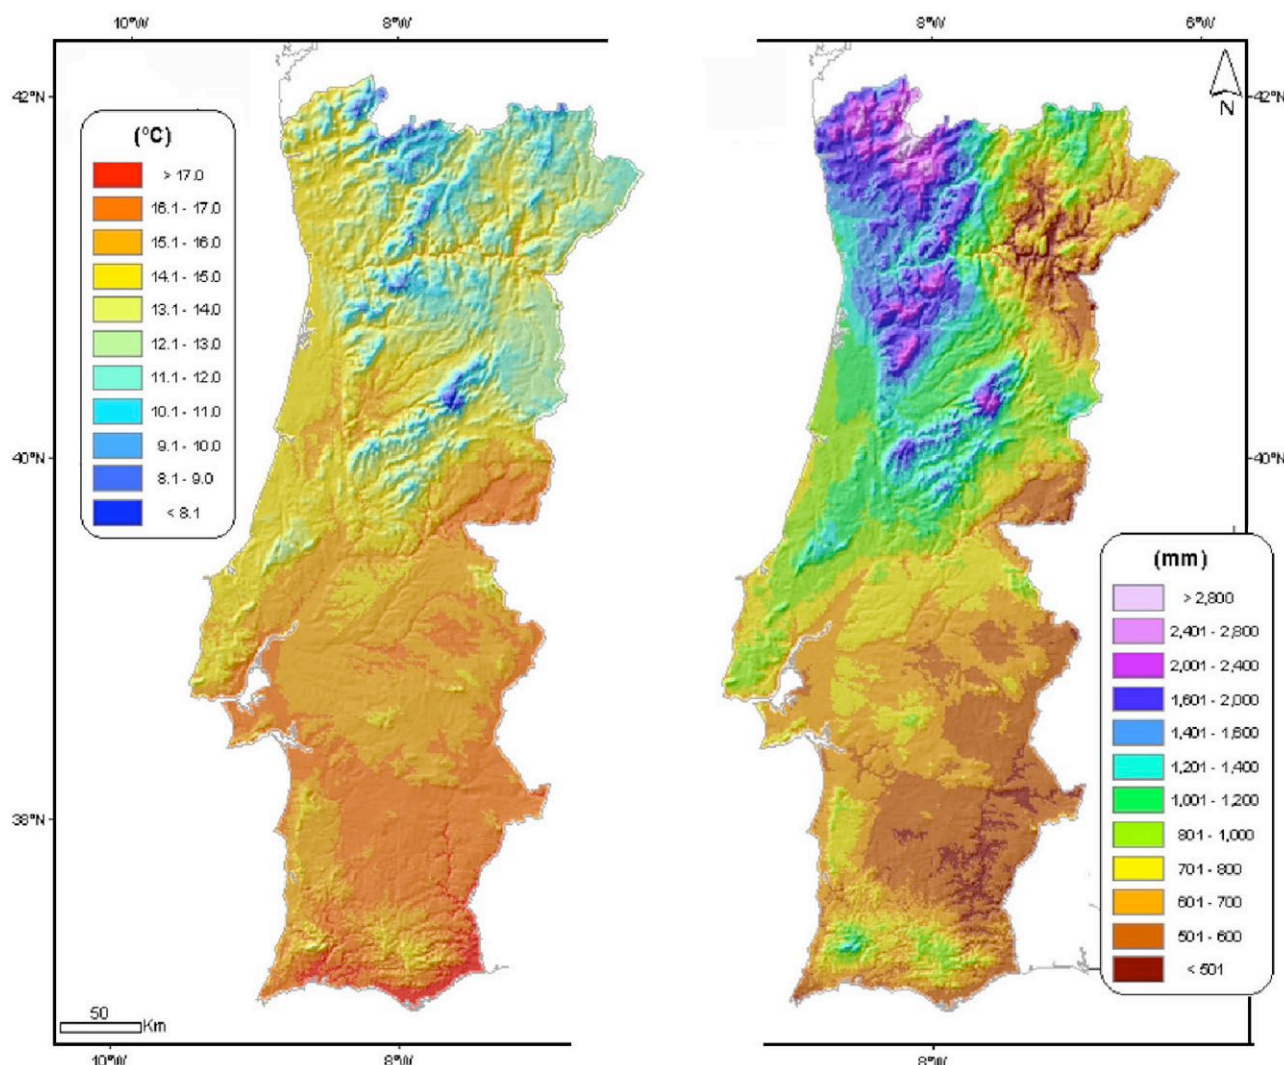 10°W
8°W
8°W
6°W
42°N
42°N
N
(°C)
> 17.0
16.1 - 17.0
15.1 - 16.0
14.1 - 15.0
13.1 - 14.0
12.1 - 13.0
11.1 - 12.0
10.1 - 11.0
9.1 - 10.0
8.1 - 9.0
< 8.1
40°N
40°N
(mm)
> 2,800
2,401 - 2,800
2,001 - 2,400
1,601 - 2,000
1,401 - 1,600
1,201 - 1,400
1,001 - 1,200
801 - 1,000
701 - 800
601 - 700
501 - 600
< 501
38°N
50
Km
10°W
8°W
8°W